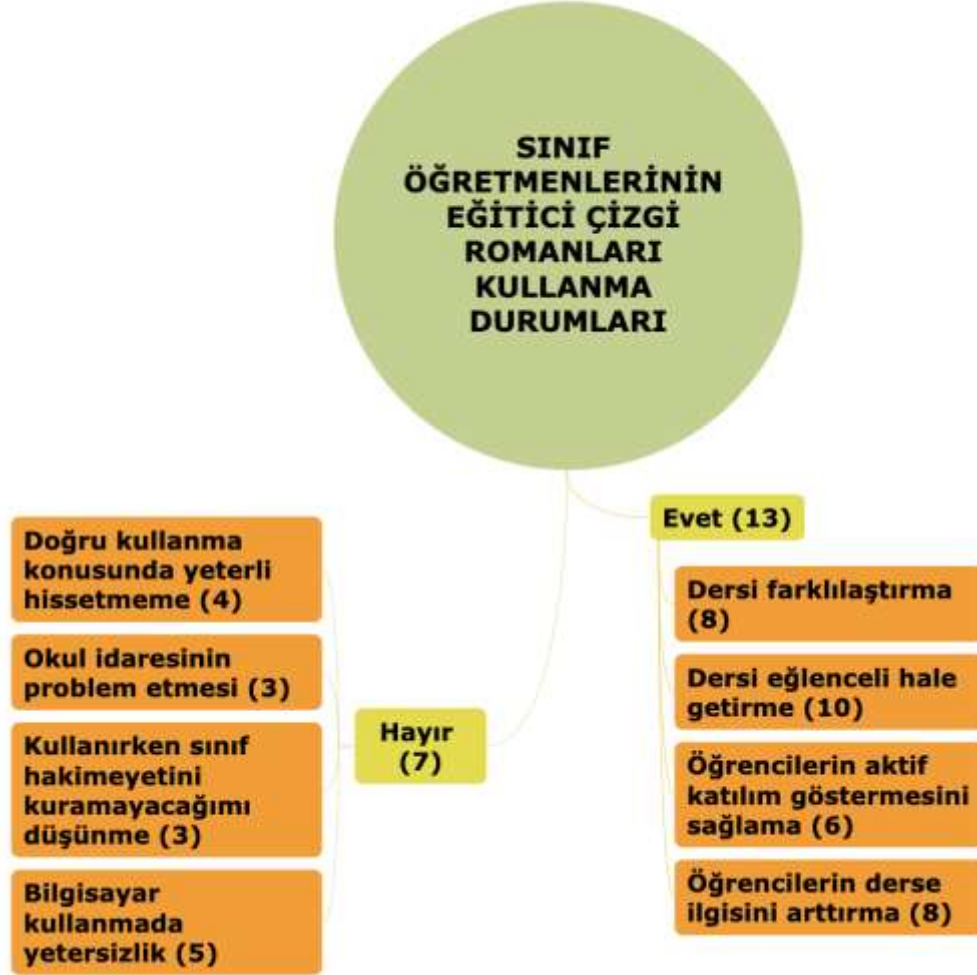 SINIF
ÖĞRETMENLERİNİN
EĞİTİCİ ÇİZGİ
ROMANLARI
KULLANMA
DURUMLARI
Evet (13)
Dersi farklılaştırma
(8)
Dersi eğlenceli hale
getirme (10)
Öğrencilerin aktif
katılım göstermesini
sağlama (6)
Öğrencilerin derse
ilgisini arttırma (8)
Hayır
(7)
Doğru kullanma
konusunda yeterli
hissetmeme (4)
Okul idaresinin
problem etmesi (3)
Kullanırken sınıf
hakimeyetini
kuramayacağımı
düşünme (3)
Bilgisayar
kullanmada
yetersizlik (5)